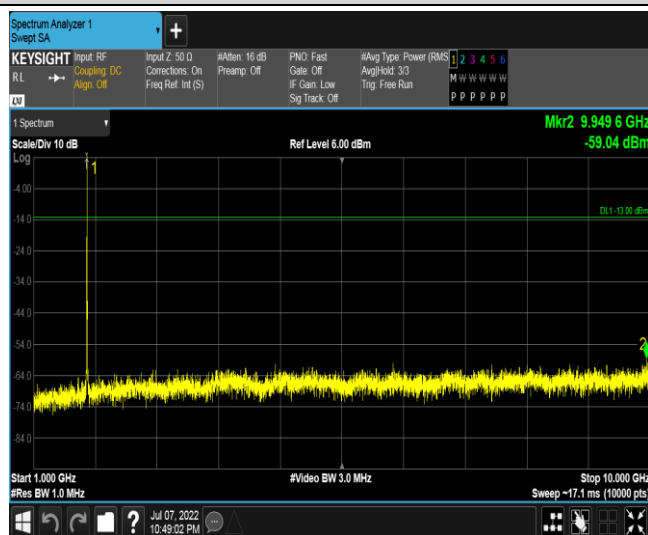 Spectrum Analyzer 1
Swept SA
KEYSIGHT
RL
LXI
Input: RF
Coupling: DC
Align: Off
Input Z: 50 Ω
Corrections: On
Freq Ref: Int (S)
#Atten: 16 dB
Preamp: Off
PNO: Fast
Gate: Off
IF Gain: Low
Sig Track: Off
#Avg Type: Power (RMS
Avg|Hold: 3/3
Trig: Free Run
1 2 3 4 5 6
M W W W W W
P P P P P P
1 Spectrum
Scale/Div 10 dB
Ref Level 6.00 dBm
Mkr2 9.949 6 GHz
-59.04 dBm
Log
1
-4.00
DL1 -13.00 dBm
-14.0
-24.0
-34.0
-44.0
-54.0
2
-64.0
-74.0
-84.0
Start 1.000 GHz
#Video BW 3.0 MHz
Stop 10.000 GHz
#Res BW 1.0 MHz
Sweep ~17.1 ms (10000 pts)
?
Jul 07, 2022
10:49:02 PM